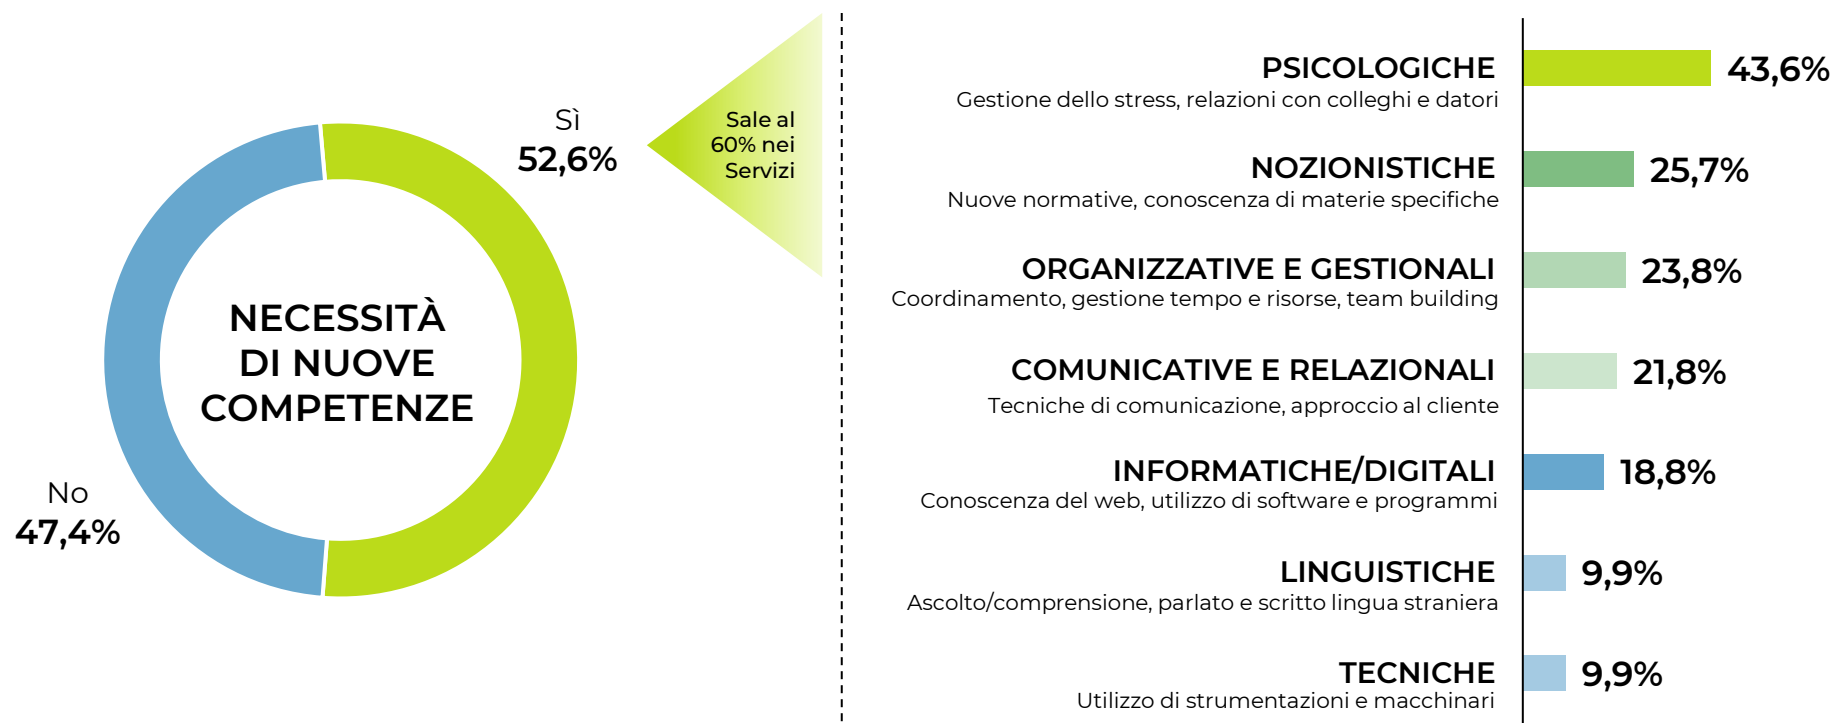 Sì
52,6%
Sale al
60% nei
Servizi
NECESSITÀ
DI NUOVE
COMPETENZE
No
47,4%
PSICOLOGICHE
43,6%
Gestione dello stress, relazioni con colleghi e datori
NOZIONISTICHE
25,7%
Nuove normative, conoscenza di materie specifiche
ORGANIZZATIVE E GESTIONALI
23,8%
Coordinamento, gestione tempo e risorse, team building
COMUNICATIVE E RELAZIONALI
21,8%
Tecniche di comunicazione, approccio al cliente
INFORMATICHE/DIGITALI
18,8%
Conoscenza del web, utilizzo di software e programmi
LINGUISTICHE
9,9%
Ascolto/comprensione, parlato e scritto lingua straniera
TECNICHE
9,9%
Utilizzo di strumentazioni e macchinari